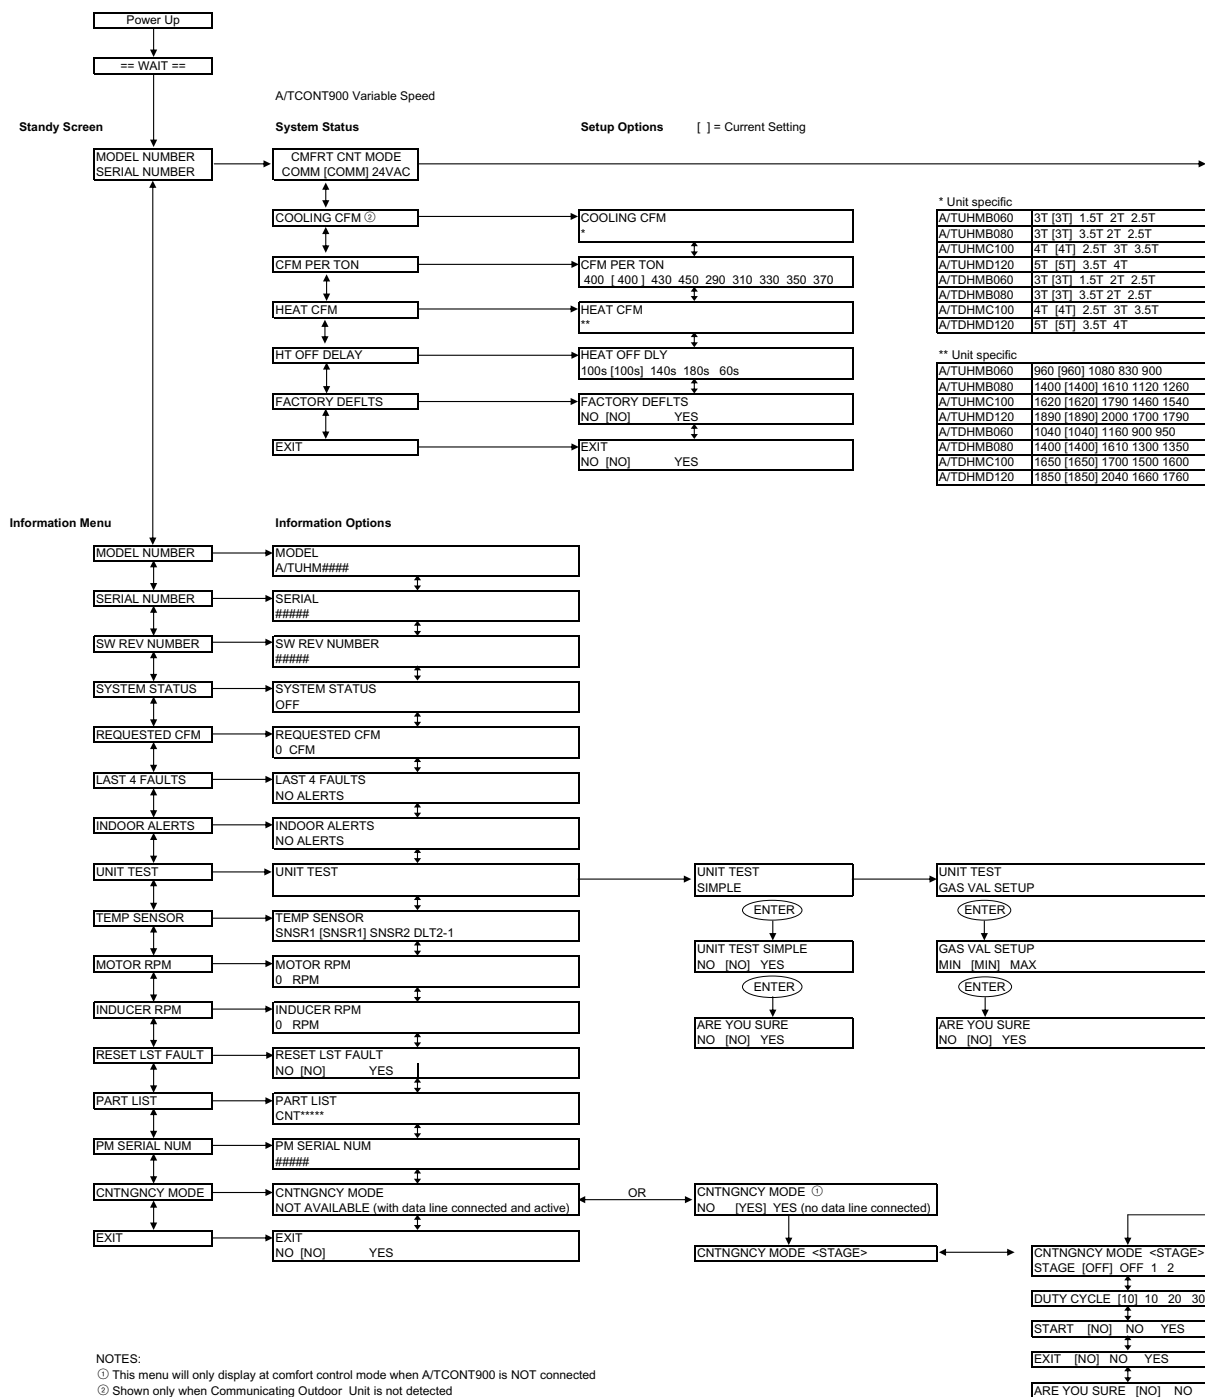 Power Up
== WAIT ==
A/TCONT900 Variable Speed
Standy Screen
System Status
Setup Options
[ ] = Current Setting
MODEL NUMBER
SERIAL NUMBER
CMFRT CNT MODE
COMM [COMM] 24VAC
COOLING CFM ②
COOLING CFM
*
CFM PER TON
CFM PER TON
400 [ 400 ] 430 450 290 310 330 350 370
HEAT CFM
HEAT CFM
**
HT OFF DELAY
HEAT OFF DLY
100s [100s] 140s 180s 60s
FACTORY DEFLTS
FACTORY DEFLTS
NO [NO] YES
EXIT
EXIT
NO [NO] YES
* Unit specific
A/TUHMB060 3T [3T] 1.5T 2T 2.5T
A/TUHMB080 3T [3T] 3.5T 2T 2.5T
A/TUHMC100 4T [4T] 2.5T 3T 3.5T
A/TUHMD120 5T [5T] 3.5T 4T
A/TDHMB060 3T [3T] 1.5T 2T 2.5T
A/TDHMB080 3T [3T] 3.5T 2T 2.5T
A/TDHMC100 4T [4T] 2.5T 3T 3.5T
A/TDHMD120 5T [5T] 3.5T 4T
** Unit specific
A/TUHMB060 960 [960] 1080 830 900
A/TUHMB080 1400 [1400] 1610 1120 1260
A/TUHMC100 1620 [1620] 1790 1460 1540
A/TUHMD120 1890 [1890] 2000 1700 1790
A/TDHMB060 1040 [1040] 1160 900 950
A/TDHMB080 1400 [1400] 1610 1300 1350
A/TDHMC100 1650 [1650] 1700 1500 1600
A/TDHMD120 1850 [1850] 2040 1660 1760
Information Menu
Information Options
MODEL NUMBER
MODEL
A/TUHM####
SERIAL NUMBER
SERIAL
#####
SW REV NUMBER
SW REV NUMBER
#####
SYSTEM STATUS
SYSTEM STATUS
OFF
REQUESTED CFM
REQUESTED CFM
0 CFM
LAST 4 FAULTS
LAST 4 FAULTS
NO ALERTS
INDOOR ALERTS
INDOOR ALERTS
NO ALERTS
UNIT TEST
UNIT TEST
UNIT TEST
SIMPLE
UNIT TEST
GAS VAL SETUP
ENTER
ENTER
TEMP SENSOR
TEMP SENSOR
SNSR1 [SNSR1] SNSR2 DLT2-1
UNIT TEST SIMPLE
NO [NO] YES
GAS VAL SETUP
MIN [MIN] MAX
MOTOR RPM
MOTOR RPM
0 RPM
ENTER
ENTER
INDUCER RPM
INDUCER RPM
0 RPM
ARE YOU SURE
NO [NO] YES
ARE YOU SURE
NO [NO] YES
RESET LST FAULT
RESET LST FAULT
NO [NO] YES
PART LIST
PART LIST
CNT*****
PM SERIAL NUM
PM SERIAL NUM
#####
CNTNGNCY MODE
CNTNGNCY MODE
NOT AVAILABLE (with data line connected and active)
OR
CNTNGNCY MODE ①
NO [YES] YES (no data line connected)
EXIT
EXIT
NO [NO] YES
CNTNGNCY MODE <STAGE>
CNTNGNCY MODE <STAGE>
STAGE [OFF] OFF 1 2
DUTY CYCLE [10] 10 20 30
START [NO] NO YES
EXIT [NO] NO YES
ARE YOU SURE [NO] NO
NOTES:
① This menu will only display at comfort control mode when A/TCONT900 is NOT connected
② Shown only when Communicating Outdoor Unit is not detected